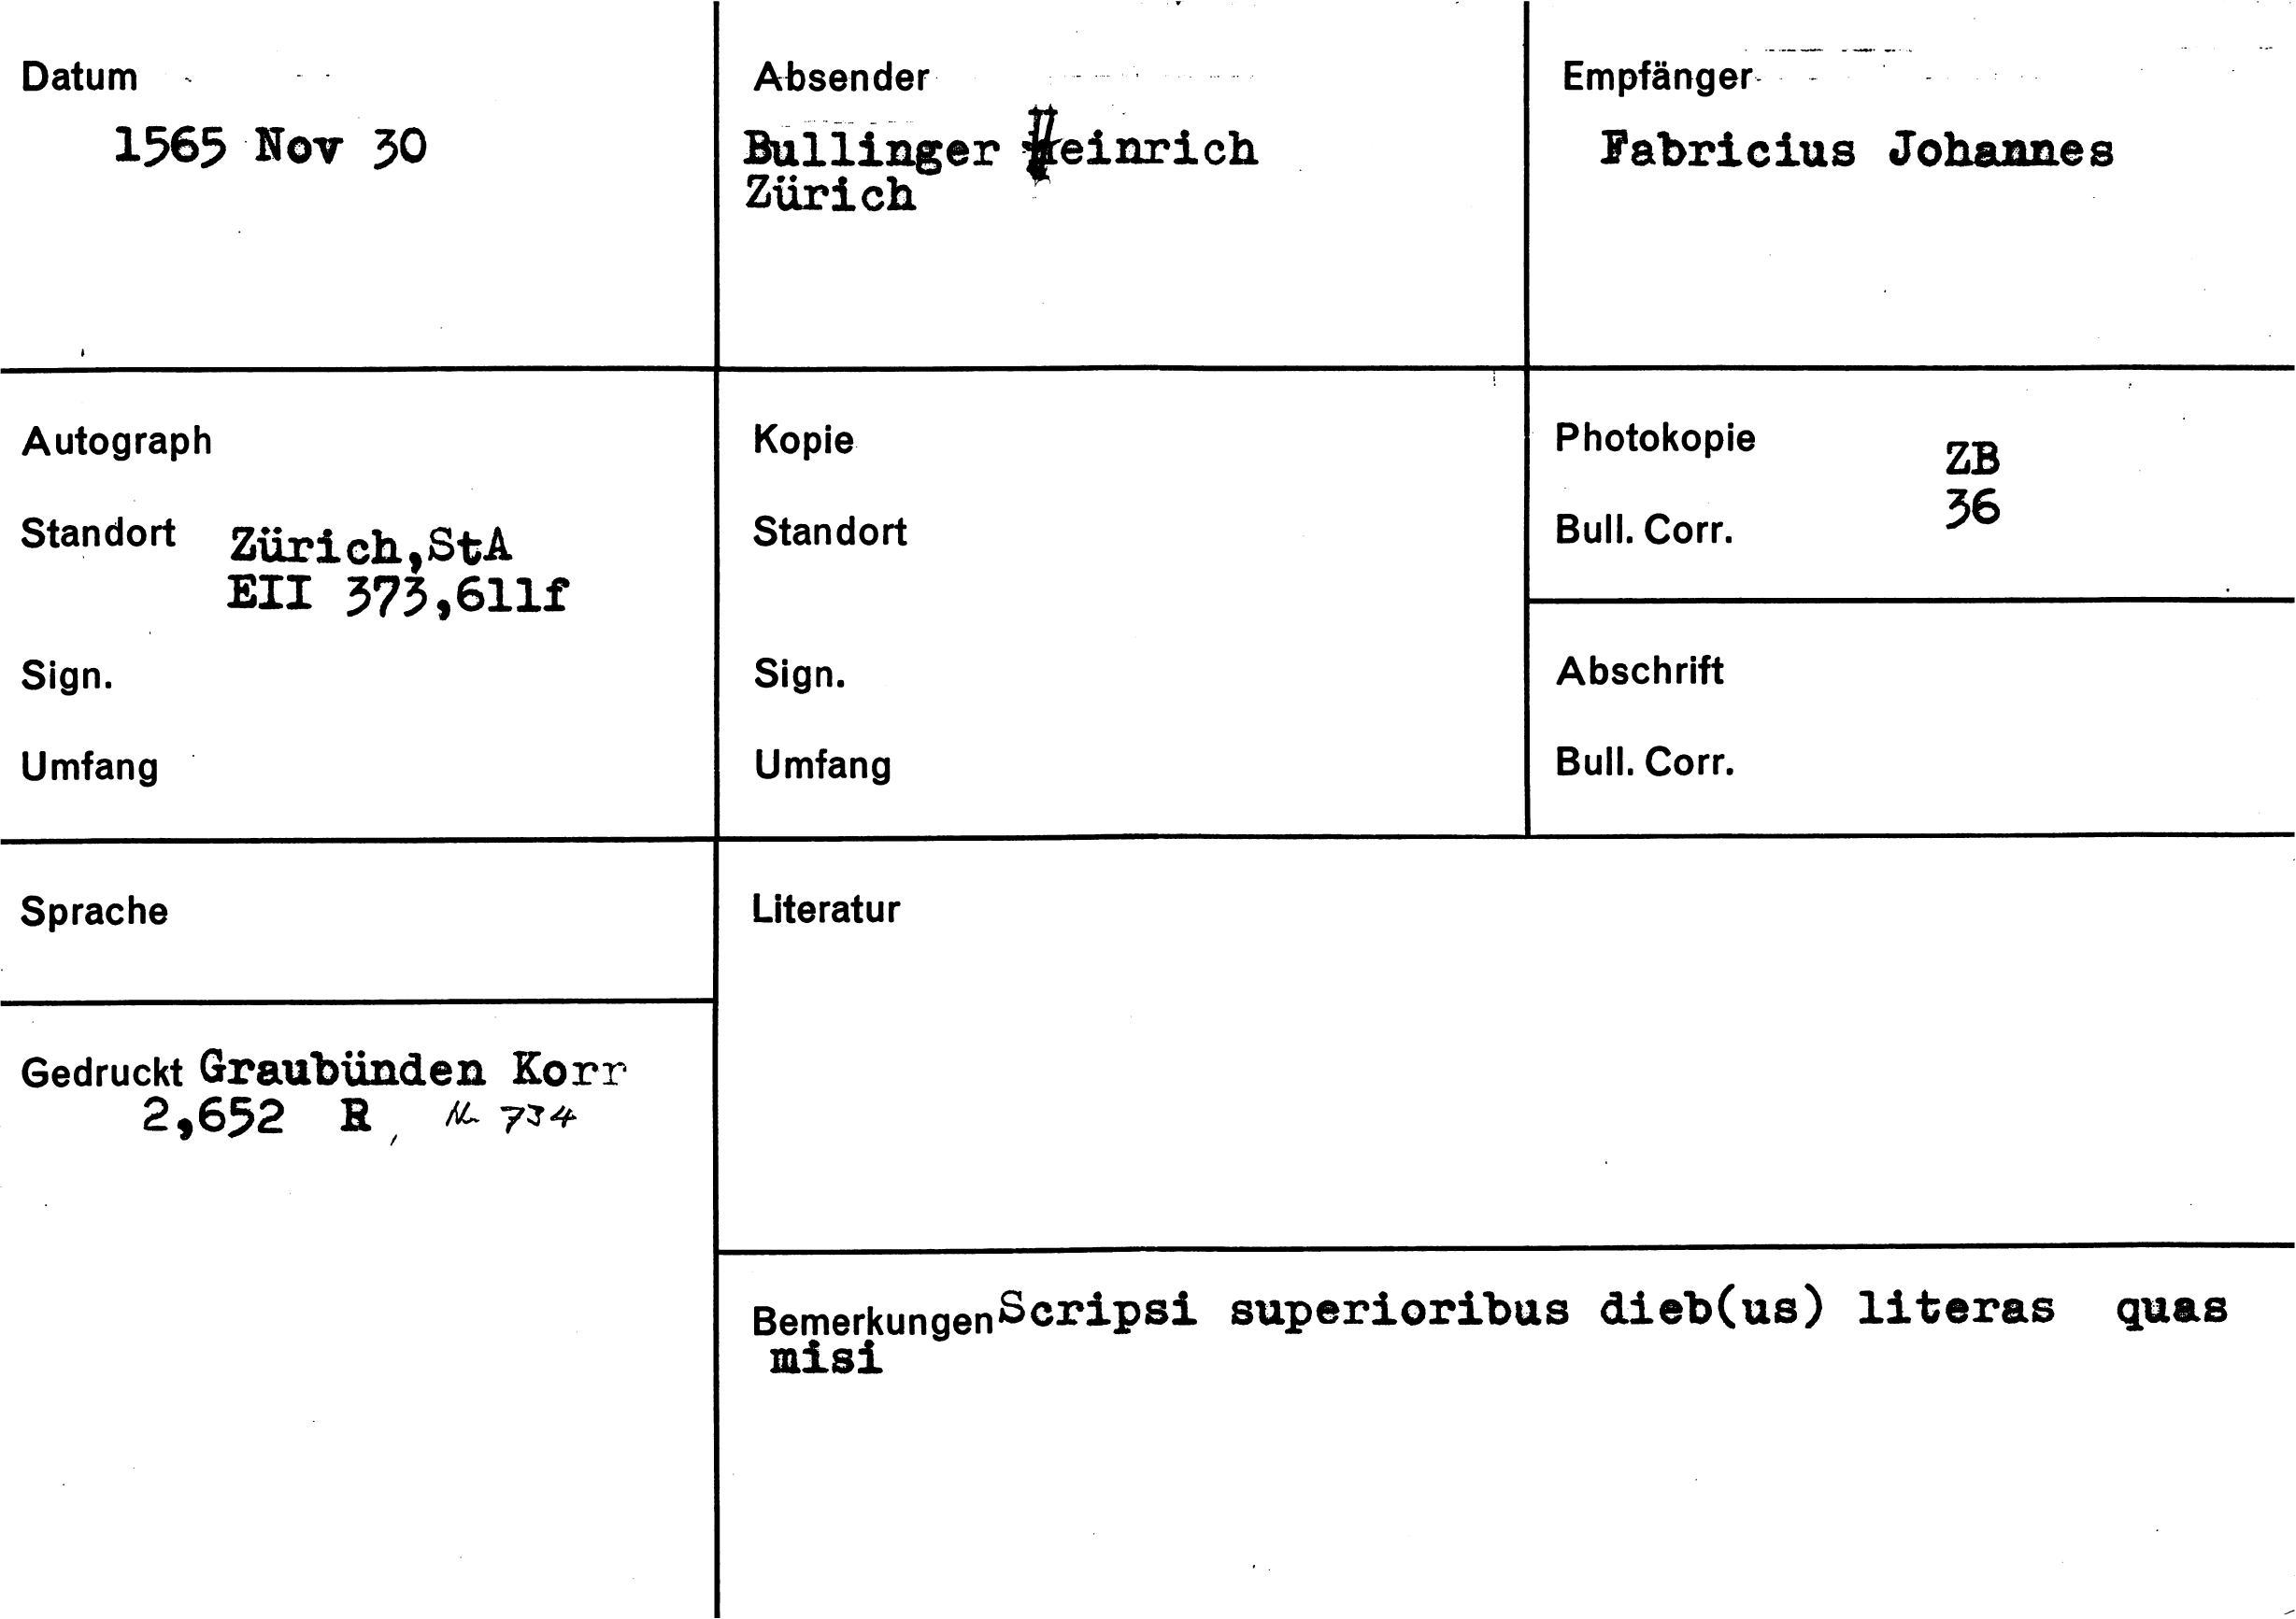 Datum
1565 Nov 30
Absender
Bullinger Heinrich
Zürich
Empfänger
Fabricius Johannes
Autograph
Standort Zürich,StA
EII 373,611f
Sign.
Umfang
Kopie
Standort
Sign.
Umfang
Photokopie ZB
Bull. Corr. 36
Abschrift
Bull. Corr.
Sprache
Literatur
Gedruckt Graubünden Korr
2,652 R, Nr 734
Bemerkungen Scripsi superioribus dieb(us) literas quas
misi